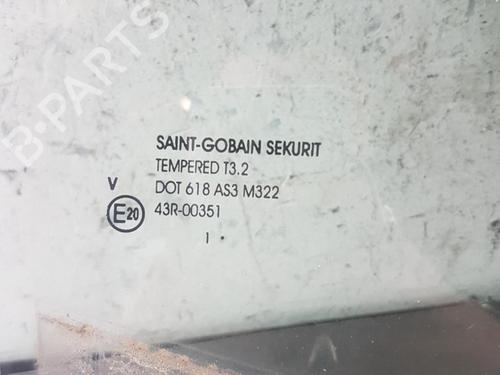 B-PARTS
SAINT-GOBAIN SEKURIT
TEMPERED T3.2
V
DOT 618 AS3 M322
E20
43R-00351
1 .